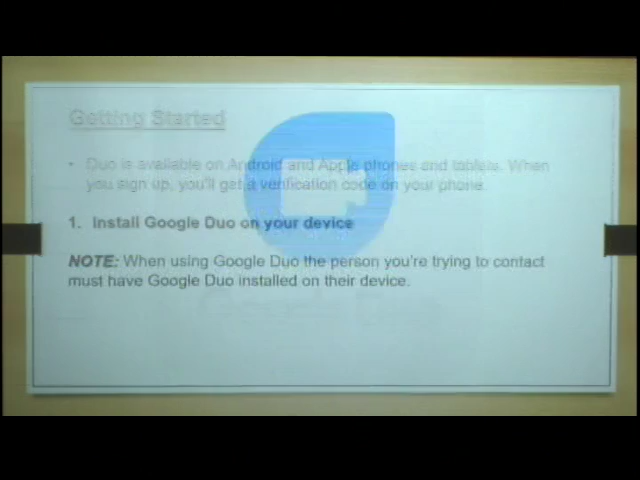 Getting Started
• Duo is available on Android and Apple phones and tablets. When
you sign up, you'll get a verification code on your phone.
1. Install Google Duo on your device
NOTE: When using Google Duo the person you're trying to contact
must have Google Duo installed on their device.